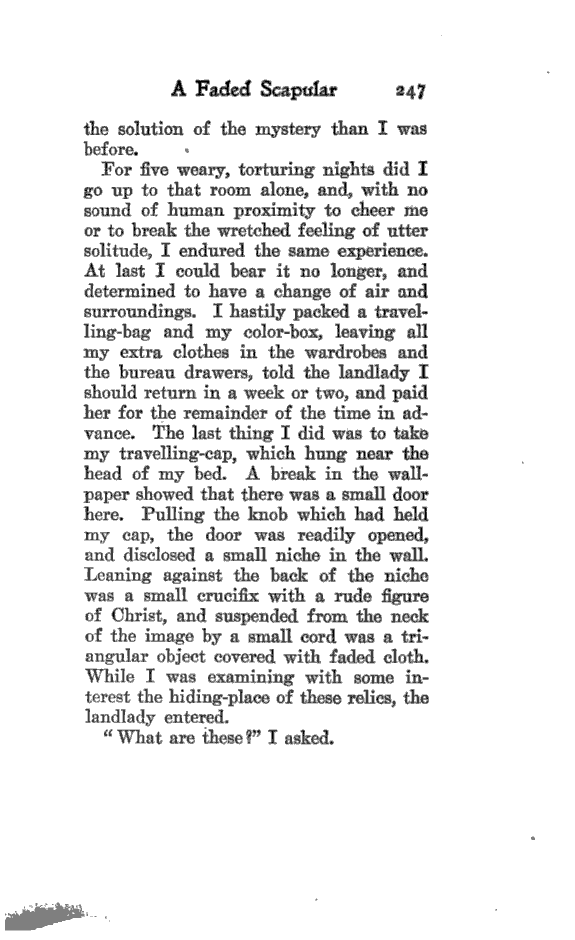 A Faded Scapular 247
the solution of the mystery than I was
before.
For five weary, torturing nights did I
go up to that room alone, and, with no
sound of human proximity to cheer me
or to break the wretched feeling of utter
solitude, I endured the same experience.
At last I could bear it no longer, and
determined to have a change of air and
surroundings. I hastily packed a travel-
ling-bag and my color-box, leaving all
my extra clothes in the wardrobes and
the bureau drawers, told the landlady I
should return in a week or two, and paid
her for the remainder of the time in ad-
vance. The last thing I did was to take
my travelling-cap, which hung near the
head of my bed. A break in the wall-
paper showed that there was a small door
here. Pulling the knob which had held
my cap, the door was readily opened,
and disclosed a small niche in the wall.
Leaning against the back of the niche
was a small crucifix with a rude figure
of Christ, and suspended from the neck
of the image by a small cord was a tri-
angular object covered with faded cloth.
While I was examining with some in-
terest the hiding-place of these relics, the
landlady entered.
“What are these?” I asked.